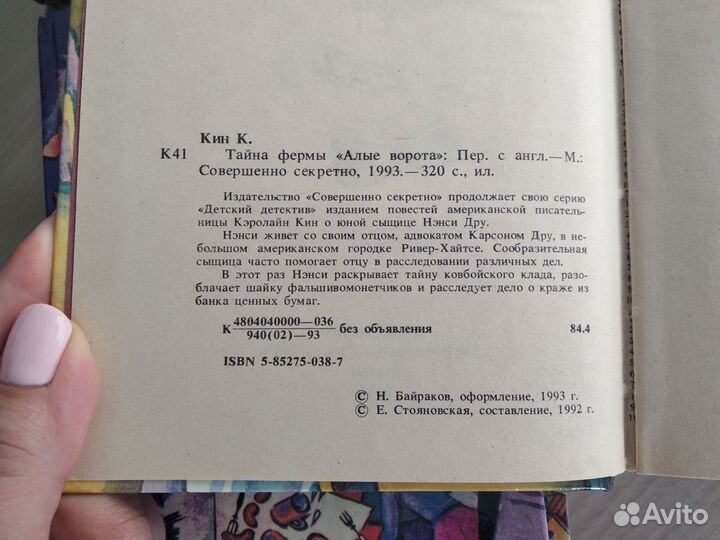 Кин К.
К41 Тайна фермы «Алые ворота»: Пер. с англ.—М.:
Совершенно секретно, 1993.—320 с., ил.
Издательство «Совершенно секретно» продолжает свою серию
«Детский детектив» изданием повестей американской писатель-
ницы Кэролайн Кин о юной сыщице Нэнси Дру.
Нэнси живет со своим отцом, адвокатом Карсоном Дру, в не-
большом американском городке Ривер-Хайтсе. Сообразительная
сыщица часто помогает отцу в расследовании различных дел.
В этот раз Нэнси раскрывает тайну ковбойского клада, разо-
блачает шайку фальшивомонетчиков и расследует дело о краже из
банка ценных бумаг.
К 4804040000—036 без объявления 84.4
940(02)—93
ISBN 5-85275-038-7
© Н. Байраков, оформление, 1993 г.
© Е. Стояновская, составление, 1992 г.
Avito